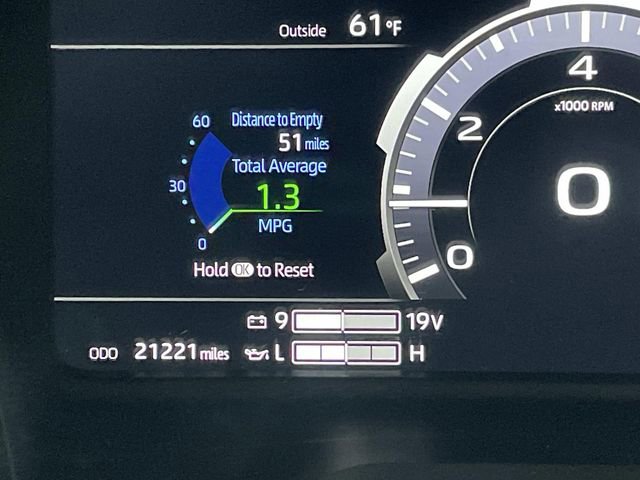 Outside 61°F
60
Distance to Empty
51 miles
Total Average
30
1.3
MPG
0
Hold OK to Reset
4
x1000 RPM
2
0
0
9 19V
ODO 21221 miles L H